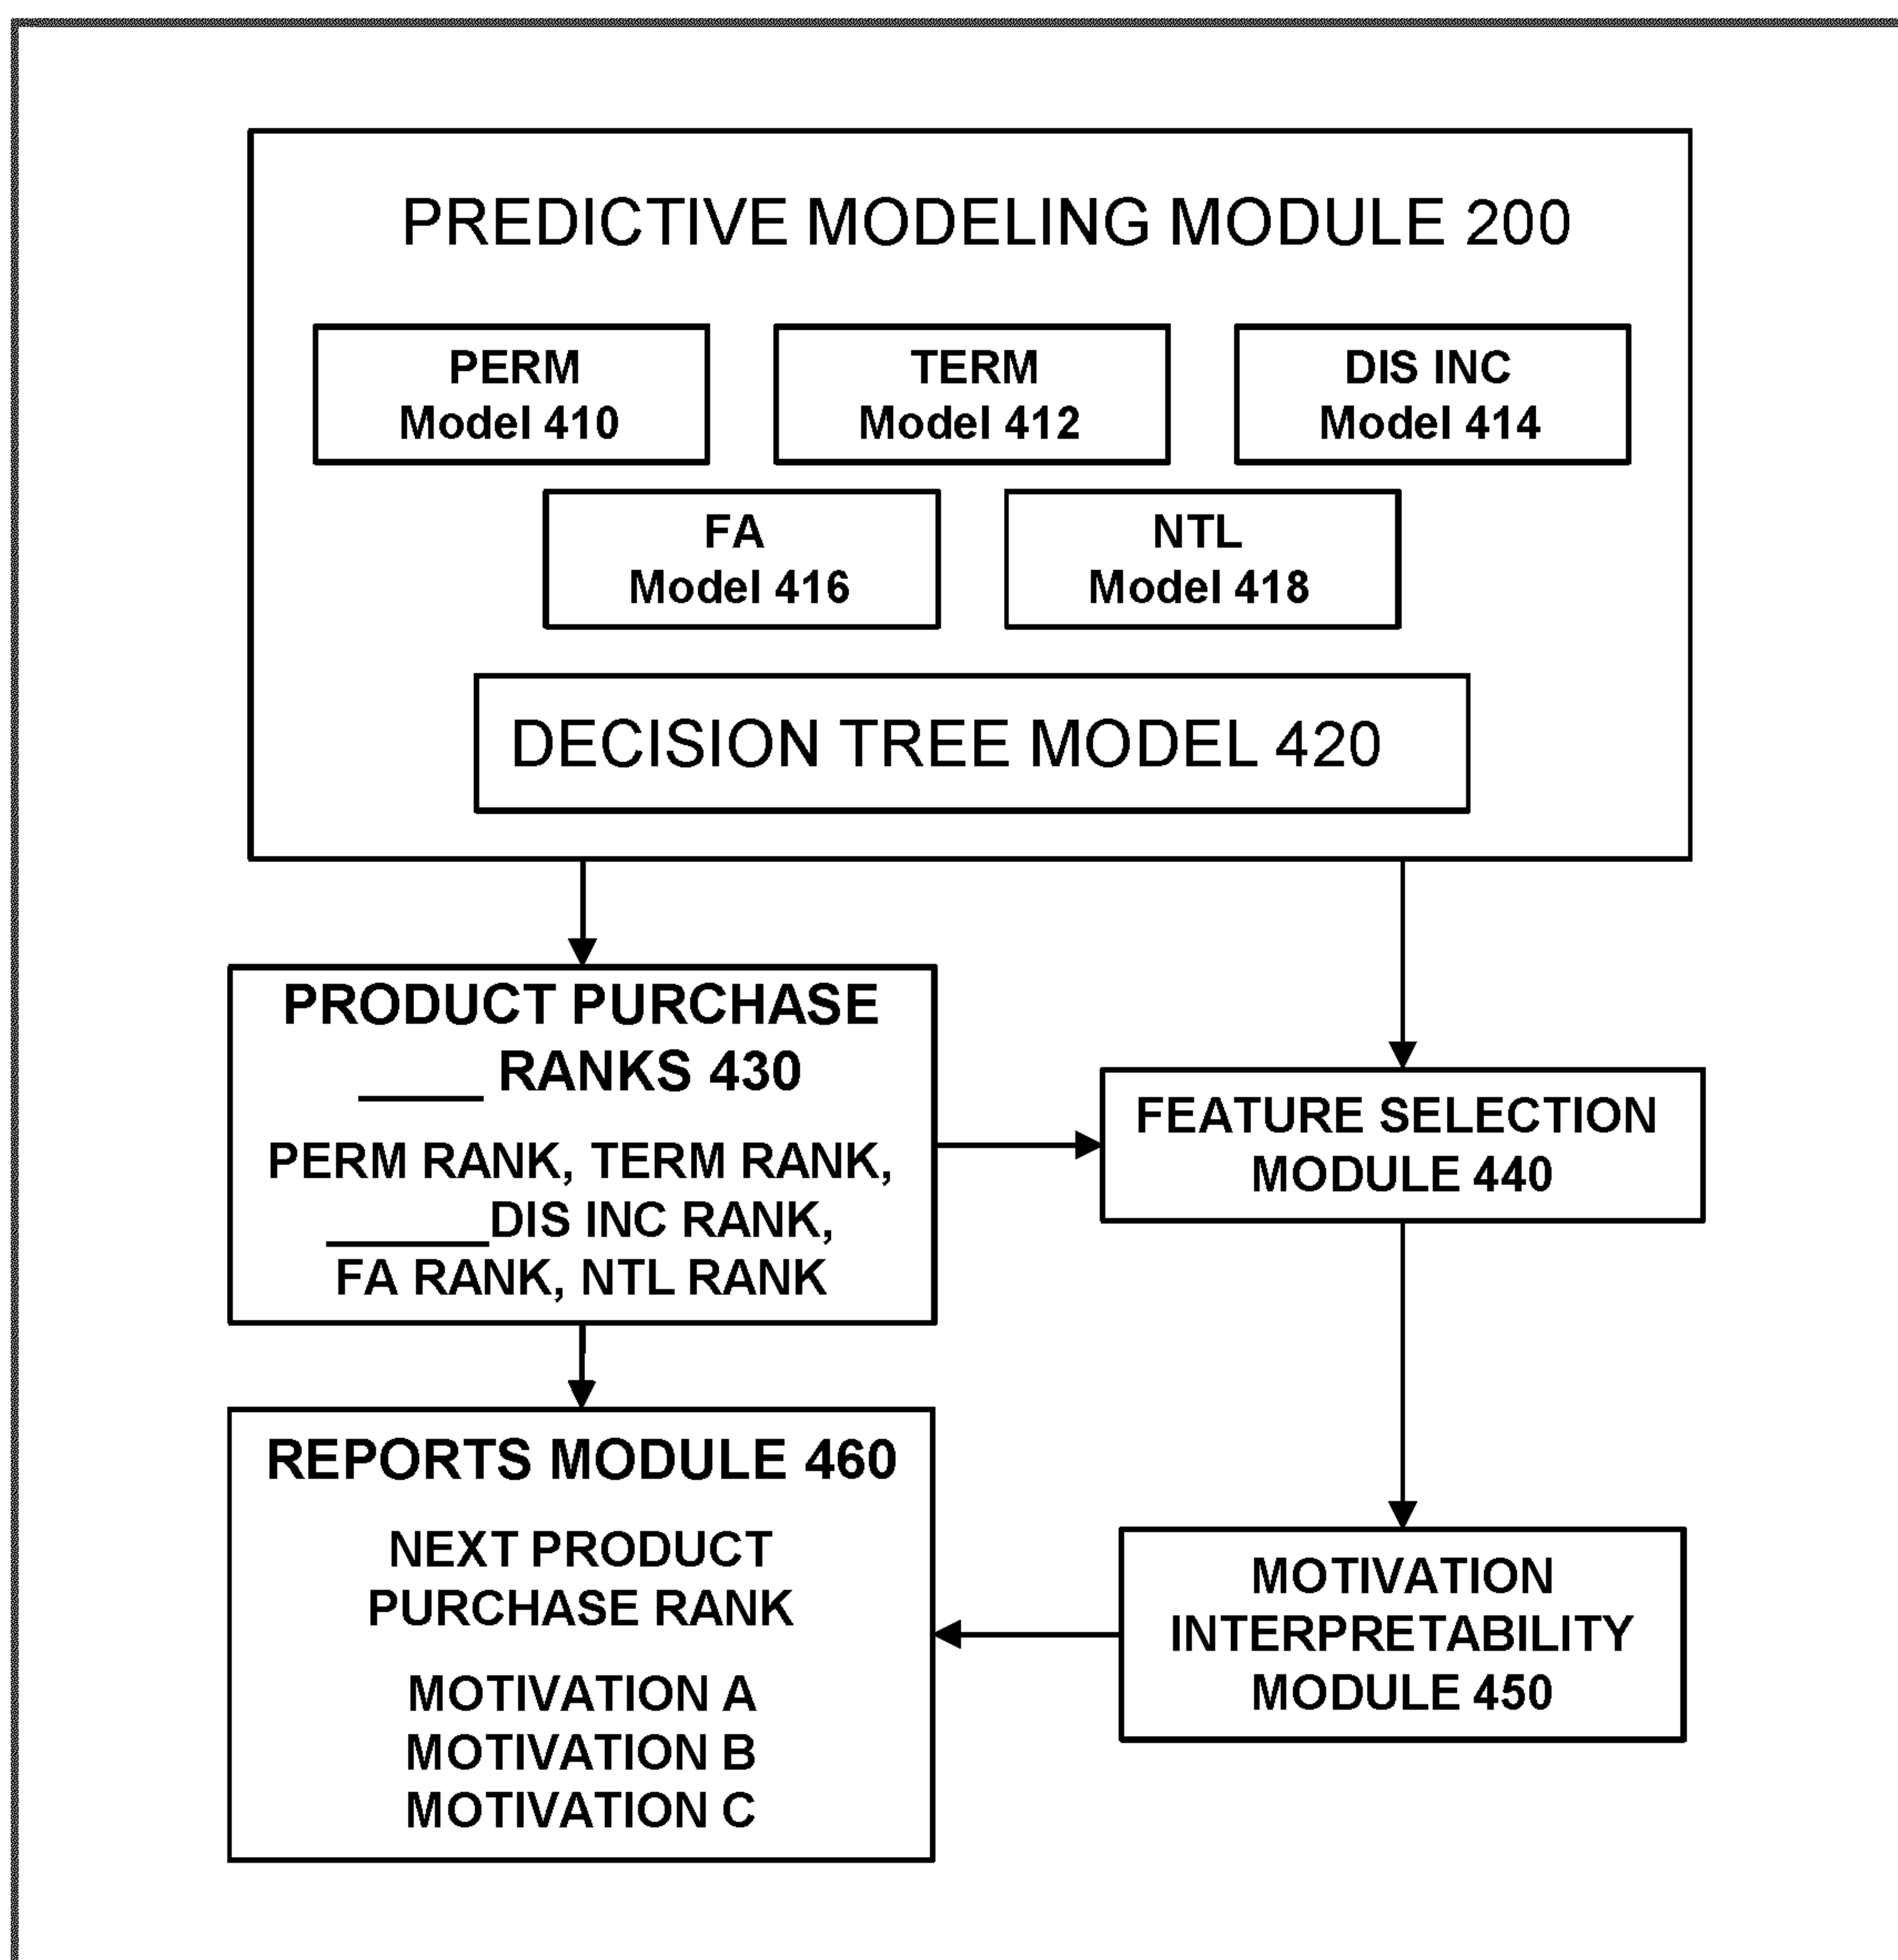 PREDICTIVE MODELING MODULE 200
PERM
Model 410
TERM
Model 412
DIS INC
Model 414
FA
Model 416
NTL
Model 418
DECISION TREE MODEL 420
PRODUCT PURCHASE
____ RANKS 430
PERM RANK, TERM RANK,
______DIS INC RANK,
FA RANK, NTL RANK
FEATURE SELECTION
MODULE 440
REPORTS MODULE 460
NEXT PRODUCT
PURCHASE RANK
MOTIVATION A
MOTIVATION B
MOTIVATION C
MOTIVATION
INTERPRETABILITY
MODULE 450